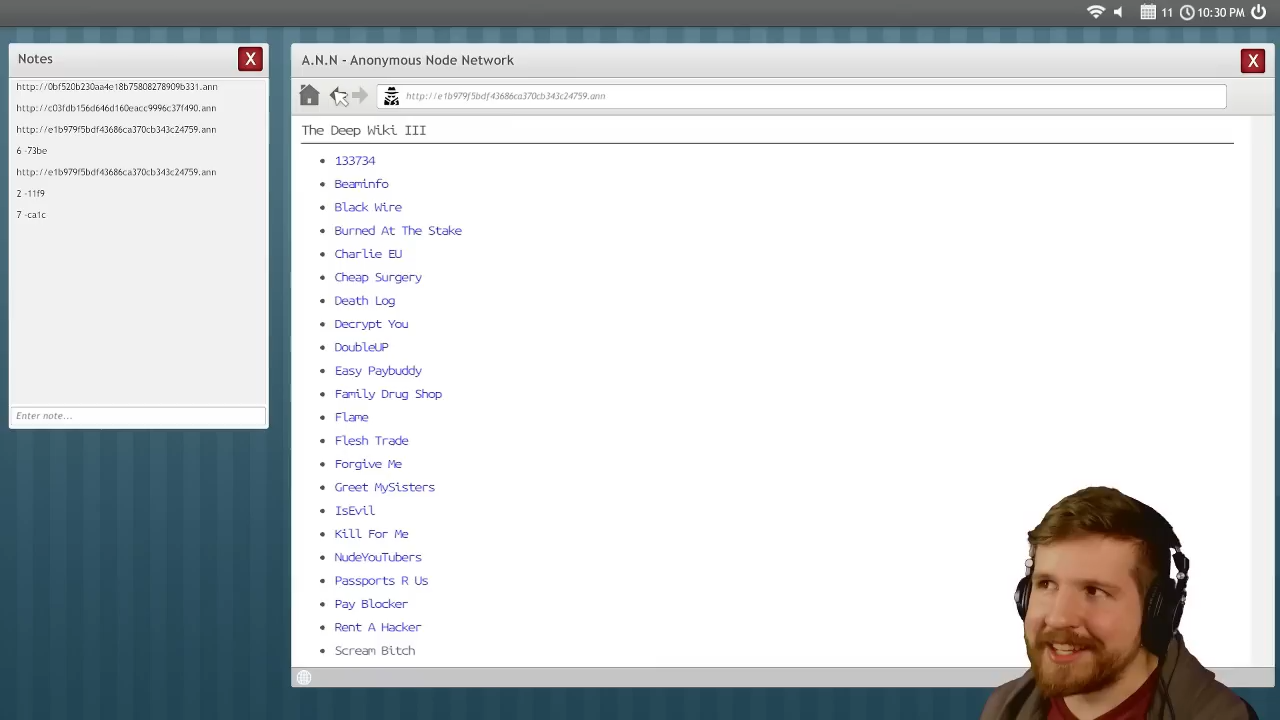 11 10:30 PM
Notes
X
http://0bf520b230aa4e18b75808278909b331.ann
http://c03fdb156d646d160eacc9996c37f490.ann
http://e1b979f5bdf43686ca370cb343c24759.ann
6 -73be
http://e1b979f5bdf43686ca370cb343c24759.ann
2 -11f9
7 -ca1c
Enter note...
A.N.N - Anonymous Node Network
X
http://e1b979f5bdf43686ca370cb343c24759.ann
The Deep Wiki III
133734
Beaminfo
Black Wire
Burned At The Stake
Charlie EU
Cheap Surgery
Death Log
Decrypt You
DoubleUP
Easy Paybuddy
Family Drug Shop
Flame
Flesh Trade
Forgive Me
Greet MySisters
IsEvil
Kill For Me
NudeYouTubers
Passports R Us
Pay Blocker
Rent A Hacker
Scream Bitch